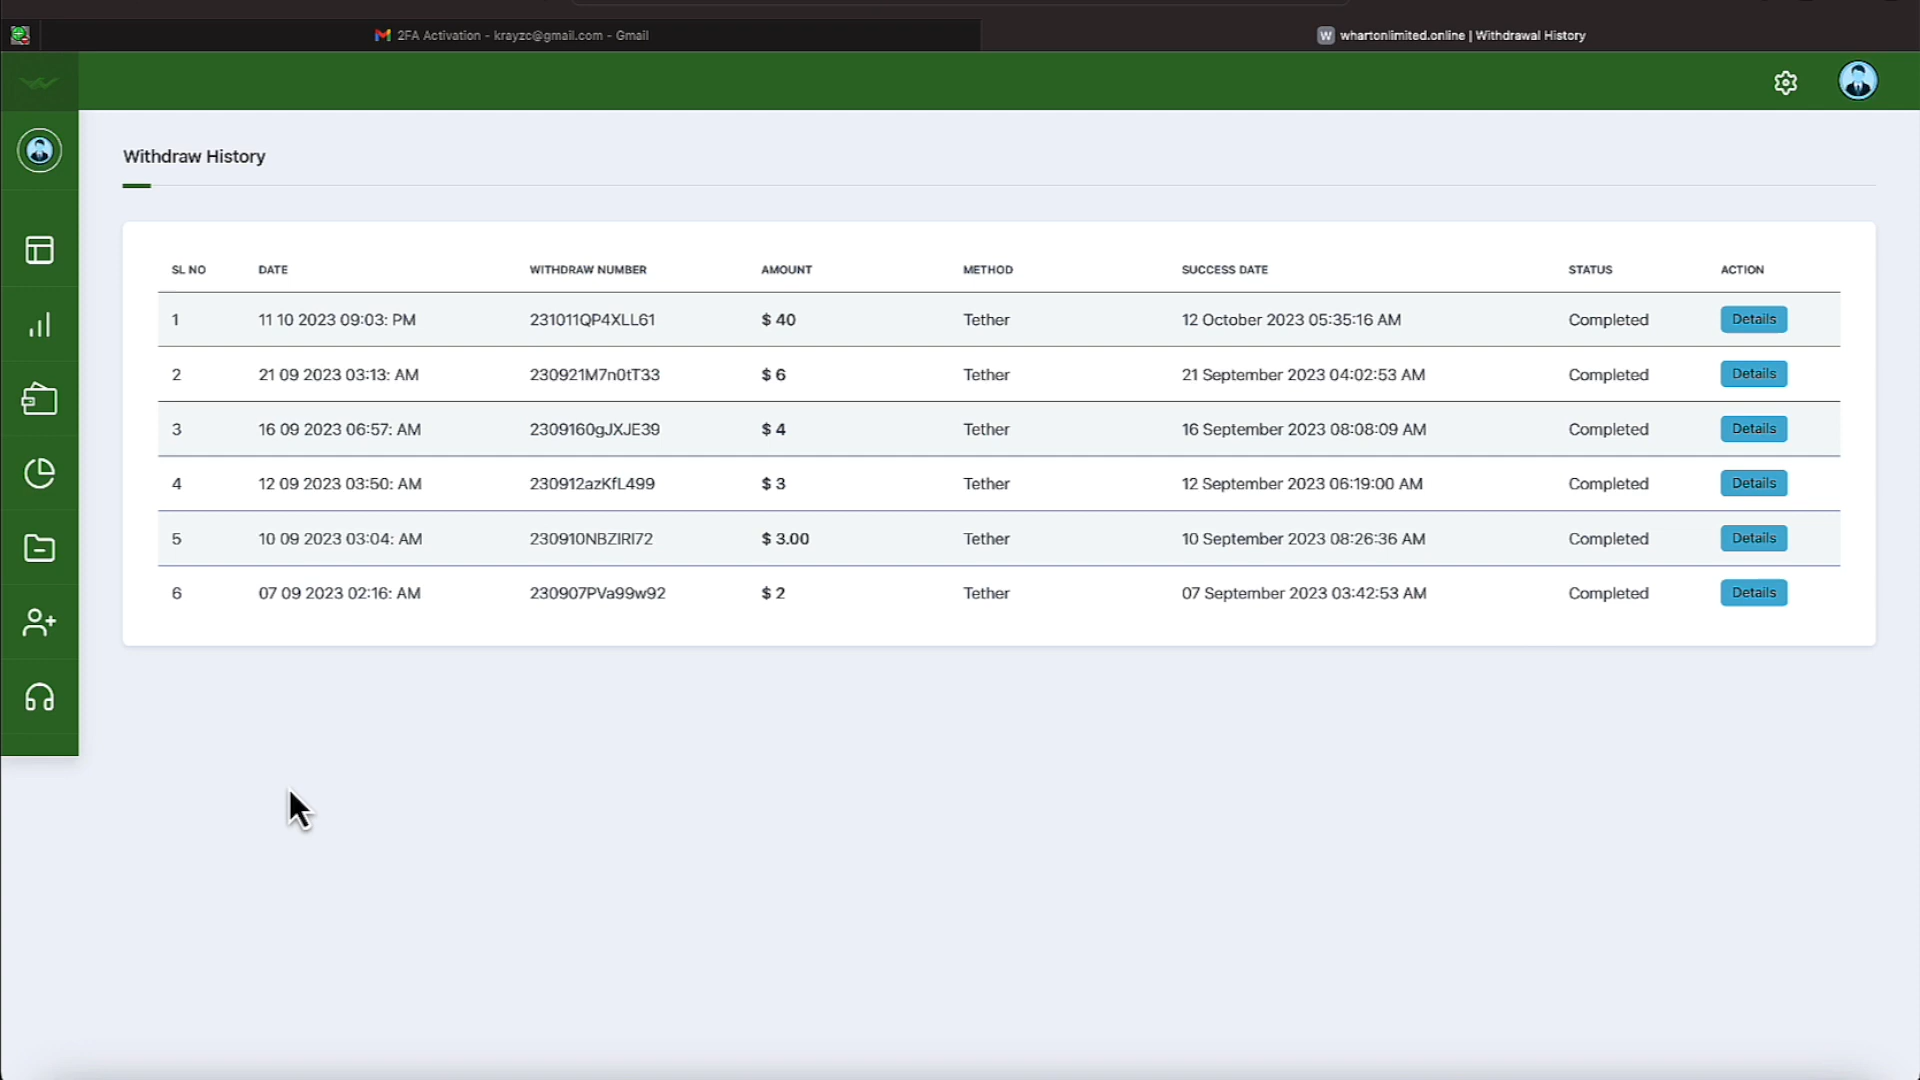 2FA Activation - krayzc@gmail.com - Gmail
W whartonlimited.online | Withdrawal History
Withdraw History
SL NO DATE WITHDRAW NUMBER AMOUNT METHOD SUCCESS DATE STATUS ACTION
1 11 10 2023 09:03: PM 231011QP4XLL61 $ 40 Tether 12 October 2023 05:35:16 AM Completed Details
2 21 09 2023 03:13: AM 230921M7n0tT33 $ 6 Tether 21 September 2023 04:02:53 AM Completed Details
3 16 09 2023 06:57: AM 2309160gJXJE39 $ 4 Tether 16 September 2023 08:08:09 AM Completed Details
4 12 09 2023 03:50: AM 230912azKfL499 $ 3 Tether 12 September 2023 06:19:00 AM Completed Details
5 10 09 2023 03:04: AM 230910NBZIRI72 $ 3.00 Tether 10 September 2023 08:26:36 AM Completed Details
6 07 09 2023 02:16: AM 230907PVa99w92 $ 2 Tether 07 September 2023 03:42:53 AM Completed Details